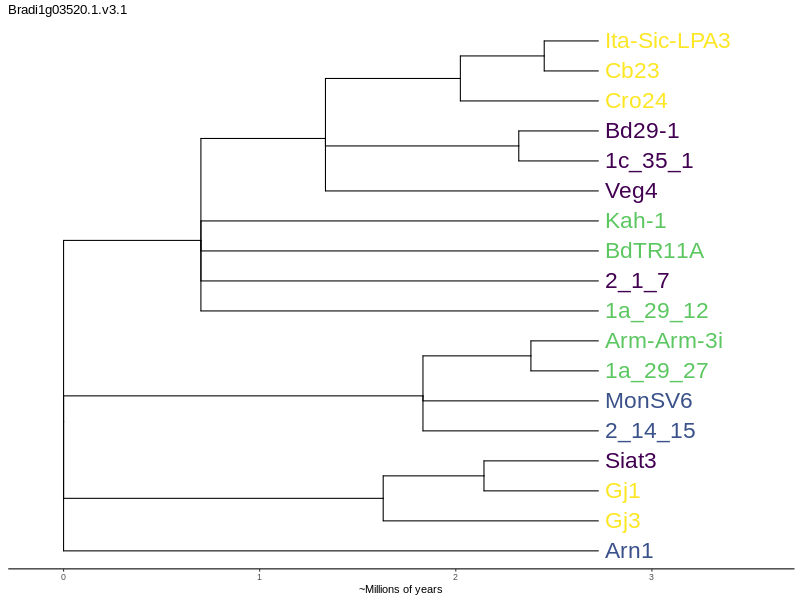 Bradi1g03520.1.v3.1
Ita-Sic-LPA3
Cb23
Cro24
Bd29-1
1c_35_1
Veg4
Kah-1
BdTR11A
2_1_7
1a_29_12
Arm-Arm-3i
1a_29_27
MonSV6
2_14_15
Siat3
Gj1
Gj3
Arn1
0 1 2 3
~Millions of years